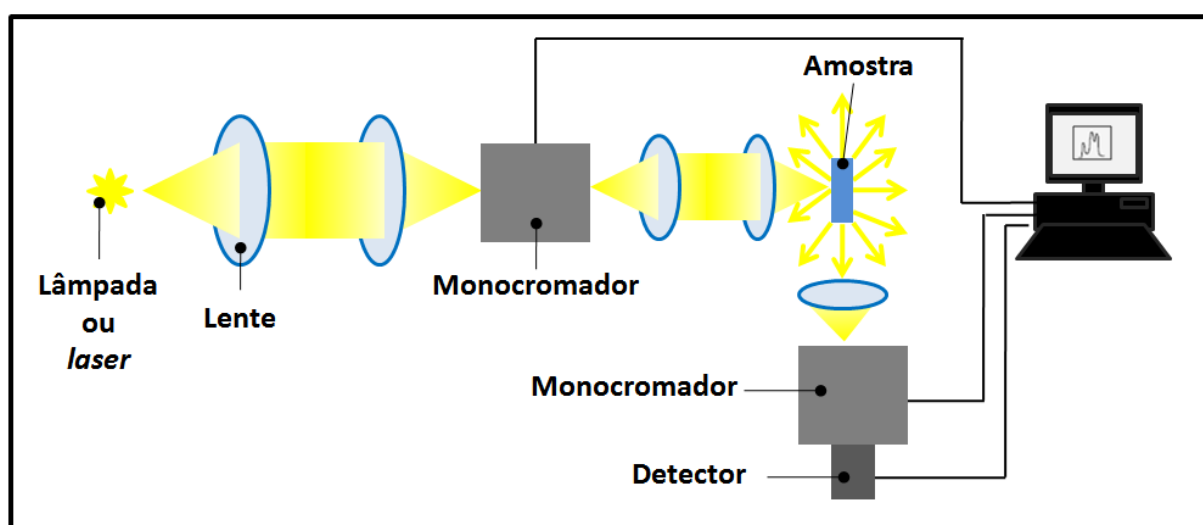 Amostra
Lâmpada
ou
laser
Lente
Monocromador
Monocromador
Detector